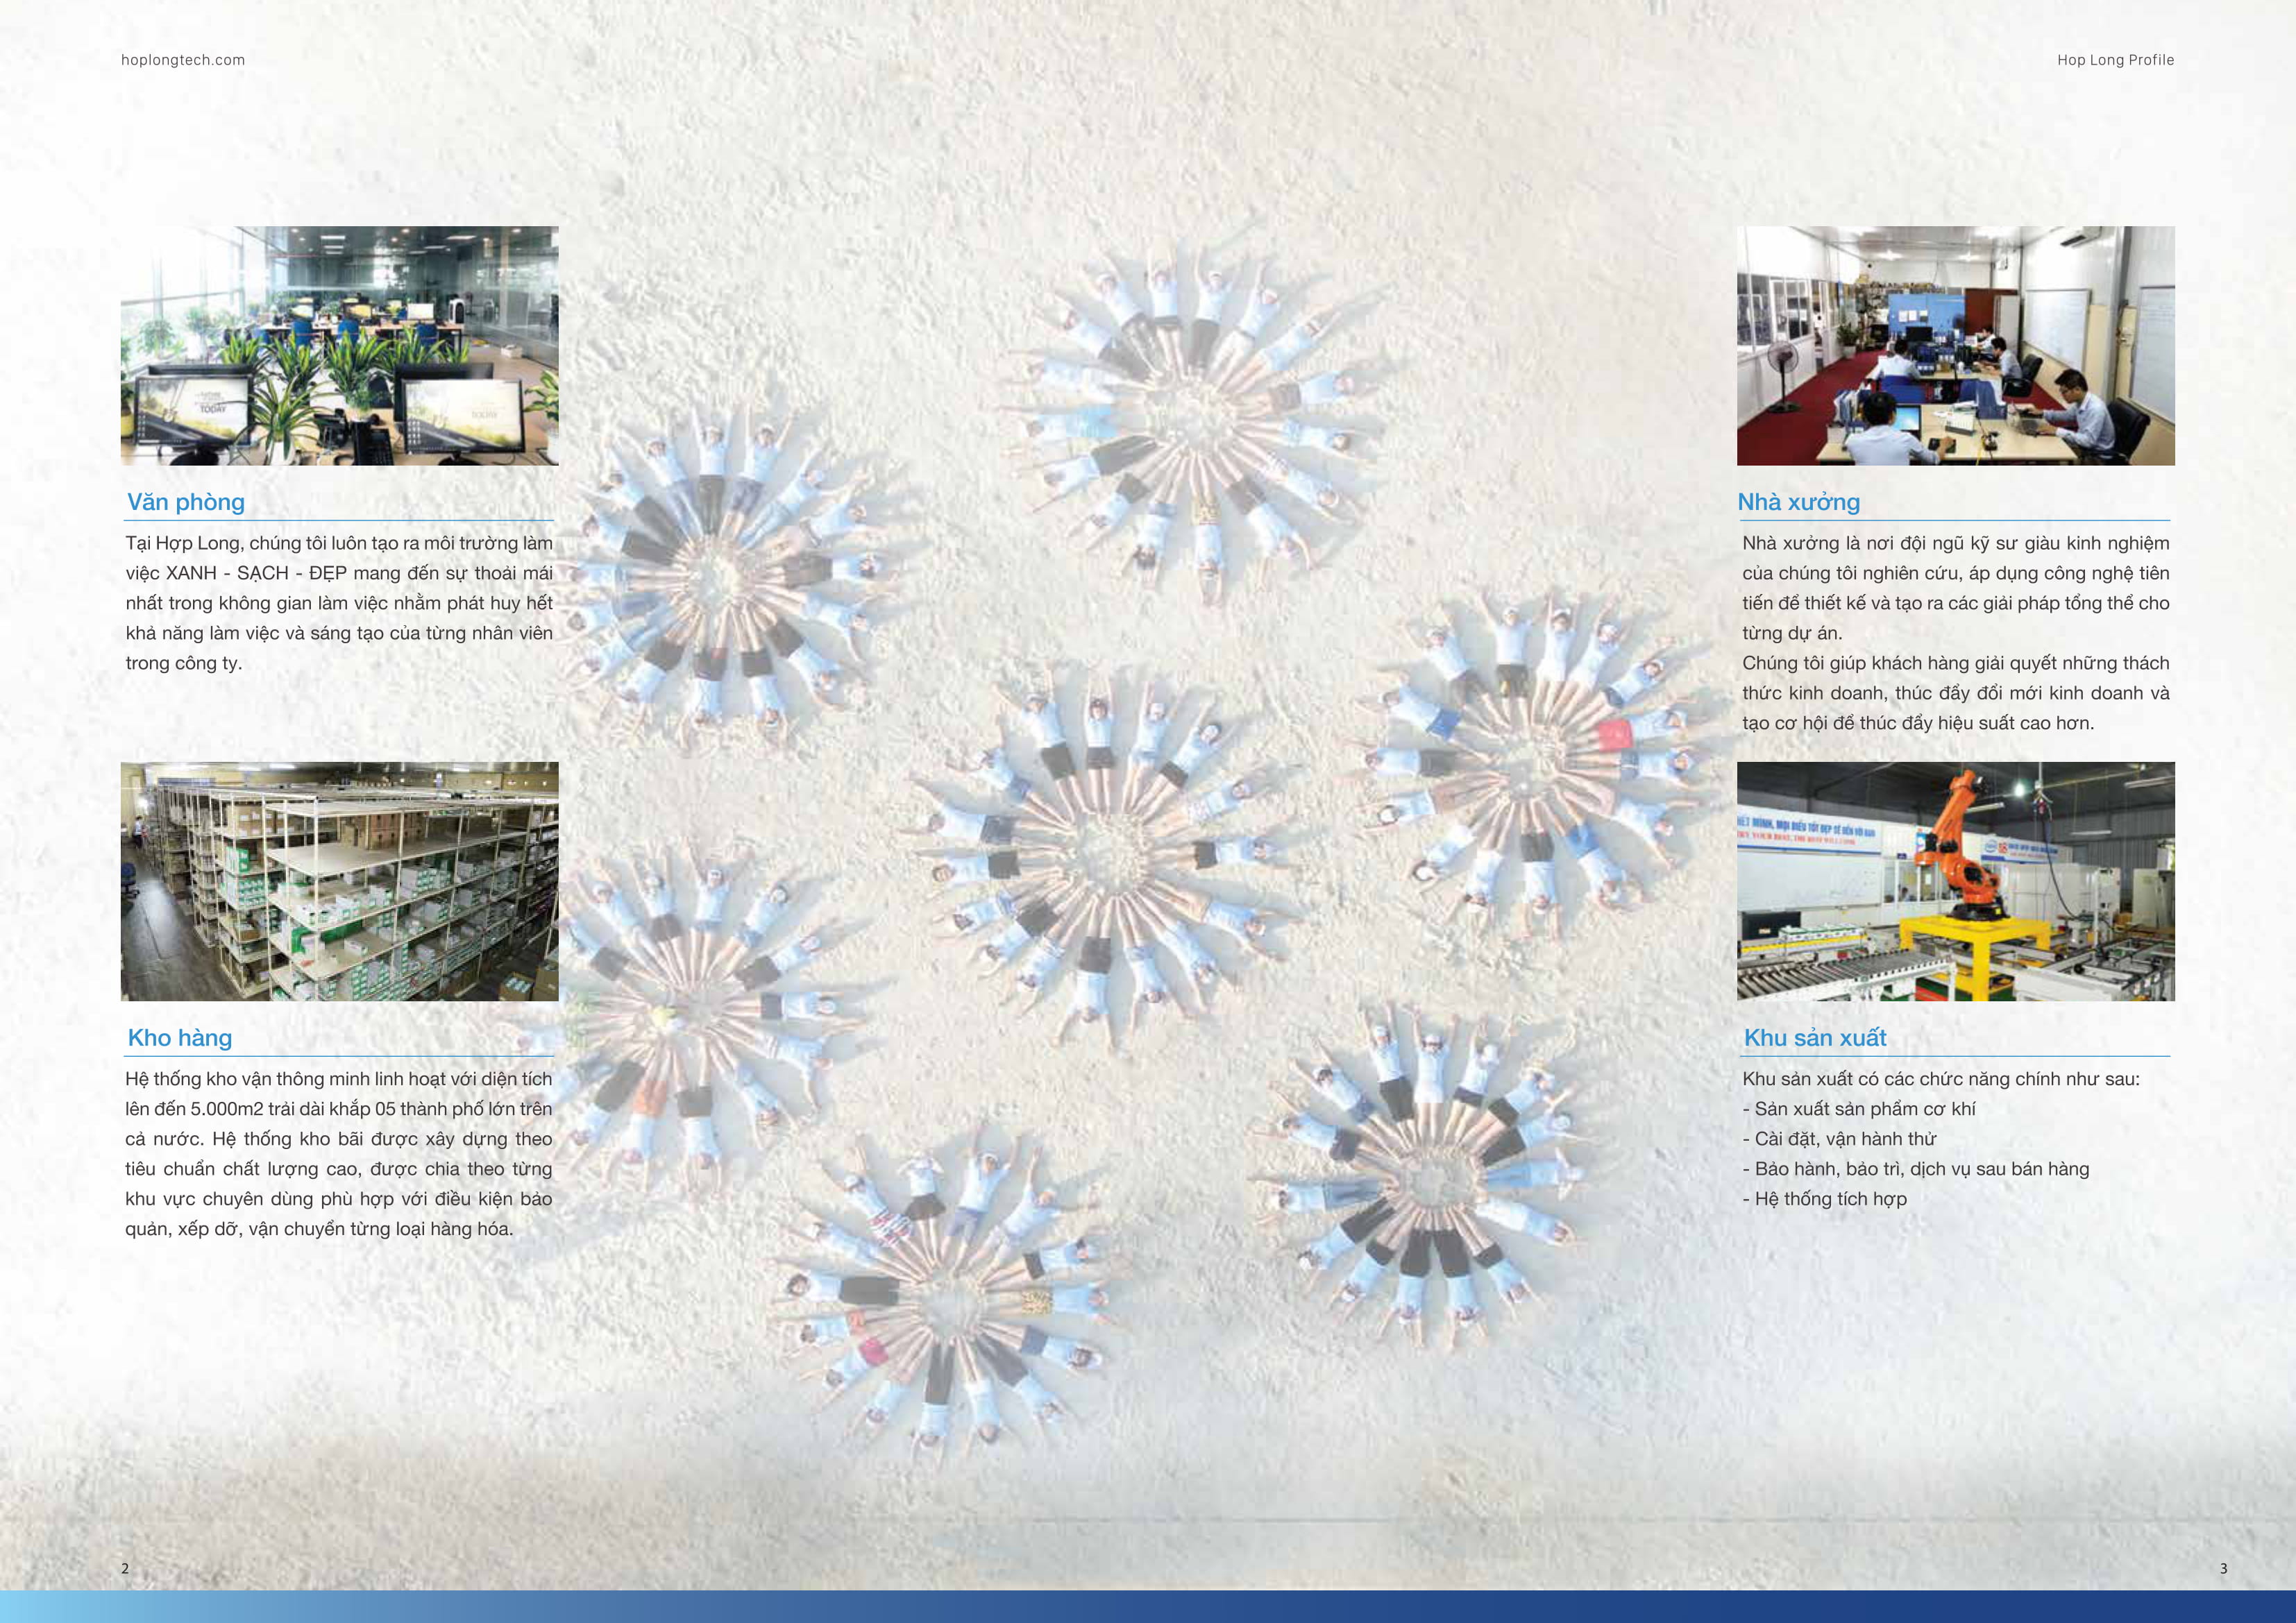 hoplongtech.com
Hop Long Profile
TODAY
Văn phòng
Tại Hợp Long, chúng tôi luôn tạo ra môi trường làm
việc XANH - SẠCH - ĐẸP mang đến sự thoải mái
nhất trong không gian làm việc nhằm phát huy hết
khả năng làm việc và sáng tạo của từng nhân viên
trong công ty.
Kho hàng
Hệ thống kho vận thông minh linh hoạt với diện tích
lên đến 5.000m2 trải dài khắp 05 thành phố lớn trên
cả nước. Hệ thống kho bãi được xây dựng theo
tiêu chuẩn chất lượng cao, được chia theo từng
khu vực chuyên dùng phù hợp với điều kiện bảo
quản, xếp dỡ, vận chuyển từng loại hàng hóa.
Nhà xưởng
Nhà xưởng là nơi đội ngũ kỹ sư giàu kinh nghiệm
của chúng tôi nghiên cứu, áp dụng công nghệ tiên
tiến để thiết kế và tạo ra các giải pháp tổng thể cho
từng dự án.
Chúng tôi giúp khách hàng giải quyết những thách
thức kinh doanh, thúc đẩy đổi mới kinh doanh và
tạo cơ hội để thúc đẩy hiệu suất cao hơn.
HẾT MÌNH, MỌI ĐIỀU TỐT ĐẸP SẼ ĐẾN VỚI BẠN
Khu sản xuất
Khu sản xuất có các chức năng chính như sau:
- Sản xuất sản phẩm cơ khí
- Cài đặt, vận hành thử
- Bảo hành, bảo trì, dịch vụ sau bán hàng
- Hệ thống tích hợp
2
3